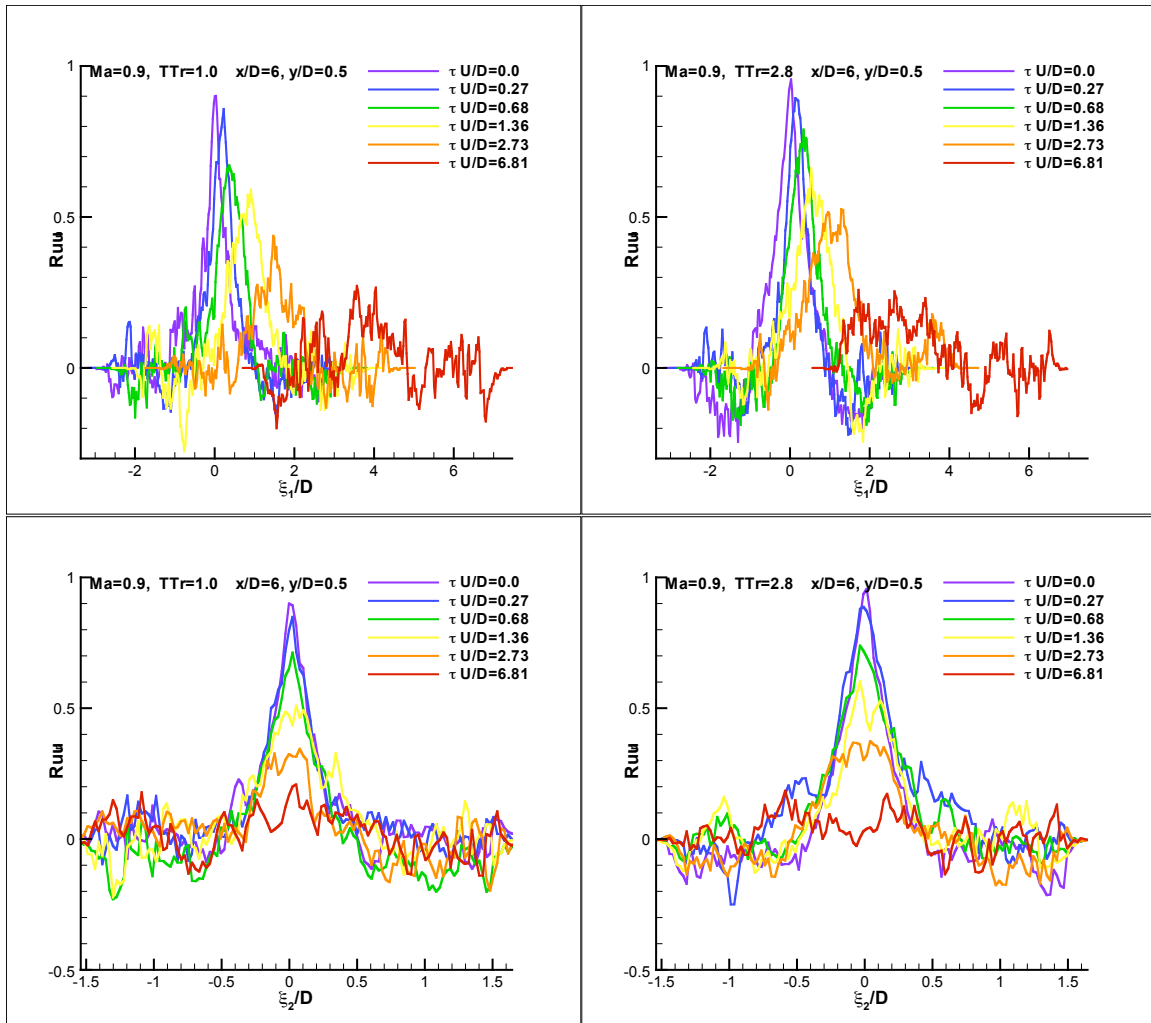 Ma=0.9, TTr=1.0 x/D=6, y/D=0.5
τ U/D=0.0
τ U/D=0.27
τ U/D=0.68
τ U/D=1.36
τ U/D=2.73
τ U/D=6.81
1
0.5
0
Ruu
-2
0
2
4
6
ξ1/D
Ma=0.9, TTr=2.8 x/D=6, y/D=0.5
τ U/D=0.0
τ U/D=0.27
τ U/D=0.68
τ U/D=1.36
τ U/D=2.73
τ U/D=6.81
1
0.5
0
Ruu
-2
0
2
4
6
ξ1/D
Ma=0.9, TTr=1.0 x/D=6, y/D=0.5
τ U/D=0.0
τ U/D=0.27
τ U/D=0.68
τ U/D=1.36
τ U/D=2.73
τ U/D=6.81
1
0.5
0
-0.5
Ruu
-1.5
-1
-0.5
0
0.5
1
1.5
ξ2/D
Ma=0.9, TTr=2.8 x/D=6, y/D=0.5
τ U/D=0.0
τ U/D=0.27
τ U/D=0.68
τ U/D=1.36
τ U/D=2.73
τ U/D=6.81
1
0.5
0
-0.5
Ruu
-1.5
-1
-0.5
0
0.5
1
1.5
ξ2/D